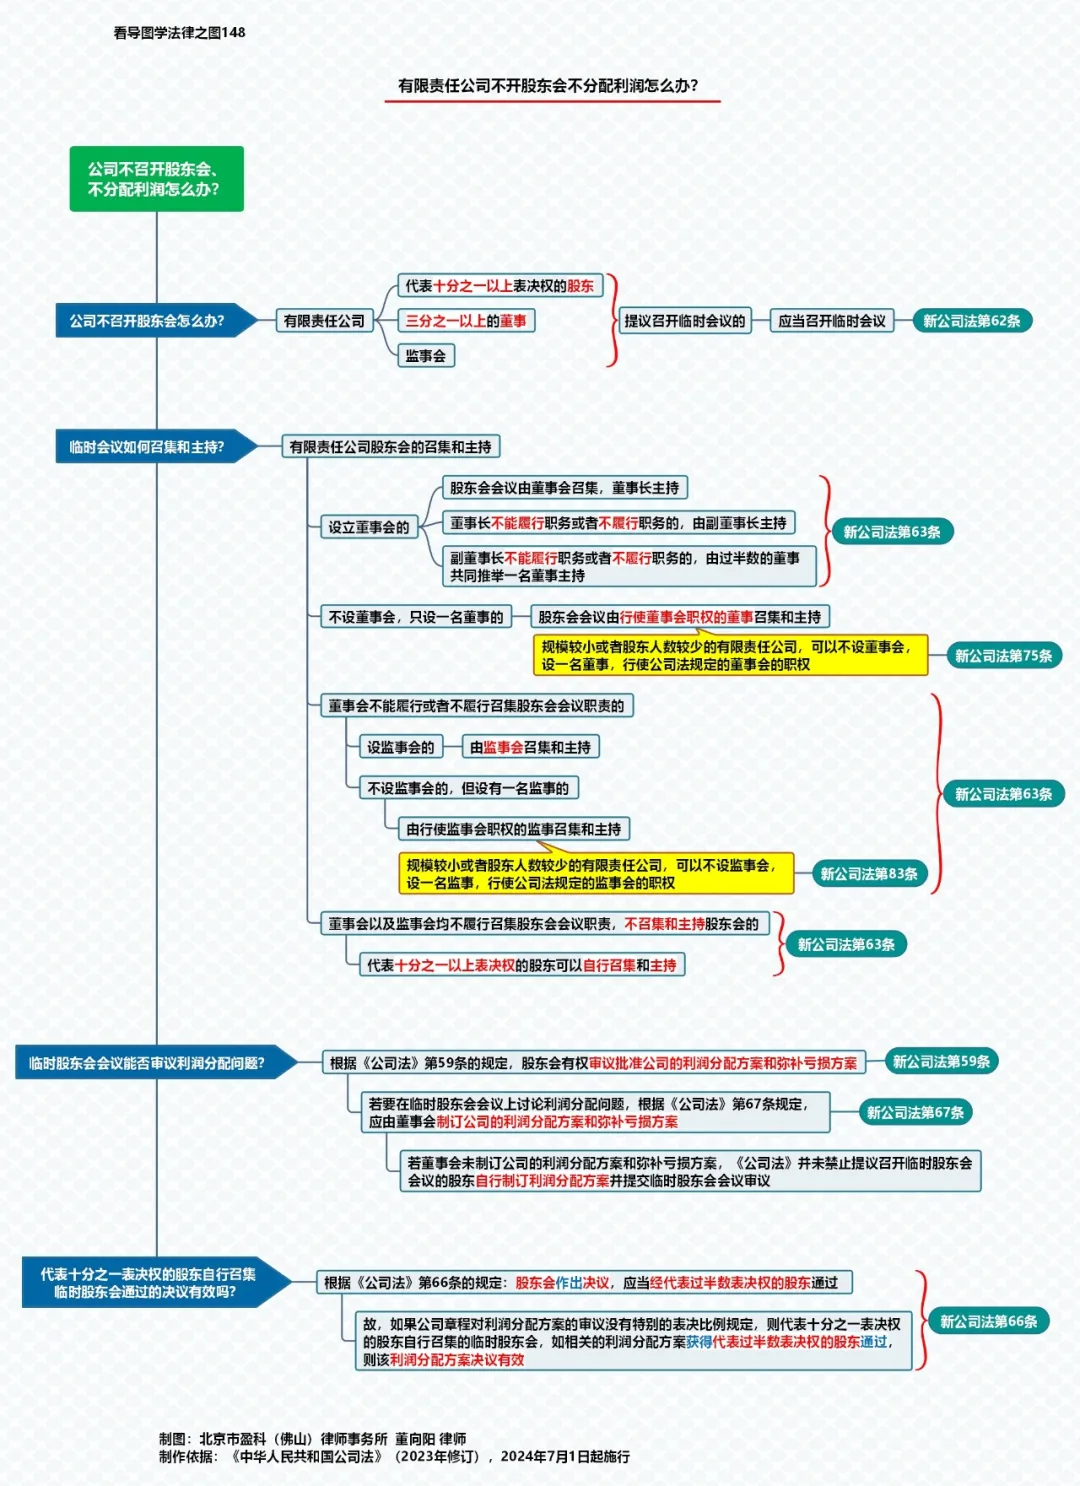 看导图学法律之图148
有限责任公司不开股东会不分配利润怎么办?
公司不召开股东会、
不分配利润怎么办?
公司不召开股东会怎么办?
有限责任公司
代表十分之一以上表决权的股东
三分之一以上的董事
监事会
提议召开临时会议的
应当召开临时会议
新公司法第62条
临时会议如何召集和主持?
有限责任公司股东会的召集和主持
设立董事会的
股东会会议由董事会召集，董事长主持
董事长不能履行职务或者不履行职务的，由副董事长主持
副董事长不能履行职务或者不履行职务的，由过半数的董事
共同推举一名董事主持
新公司法第63条
不设董事会，只设一名董事的
股东会会议由行使董事会职权的董事召集和主持
规模较小或者股东人数较少的有限责任公司，可以不设董事会，
设一名董事，行使公司法规定的董事会的职权
新公司法第75条
董事会不能履行或者不履行召集股东会会议职责的
设监事会的
由监事会召集和主持
不设监事会的，但设有一名监事的
由行使监事会职权的监事召集和主持
规模较小或者股东人数较少的有限责任公司，可以不设监事会，
设一名监事，行使公司法规定的监事会的职权
新公司法第83条
新公司法第63条
董事会以及监事会均不履行召集股东会会议职责，不召集和主持股东会的
代表十分之一以上表决权的股东可以自行召集和主持
新公司法第63条
临时股东会会议能否审议利润分配问题?
根据《公司法》第59条的规定，股东会有权审议批准公司的利润分配方案和弥补亏损方案
新公司法第59条
若要在临时股东会会议上讨论利润分配问题，根据《公司法》第67条规定，
应由董事会制订公司的利润分配方案和弥补亏损方案
新公司法第67条
若董事会未制订公司的利润分配方案和弥补亏损方案，《公司法》并未禁止提议召开临时股东会
会议的股东自行制订利润分配方案并提交临时股东会会议审议
代表十分之一表决权的股东自行召集
临时股东会通过的决议有效吗?
根据《公司法》第66条的规定：股东会作出决议，应当经代表过半数表决权的股东通过
故，如果公司章程对利润分配方案的审议没有特别的表决比例规定，则代表十分之一表决权
的股东自行召集的临时股东会，如相关的利润分配方案获得代表过半数表决权的股东通过，
则该利润分配方案决议有效
新公司法第66条
制图：北京市盈科（佛山）律师事务所 董向阳 律师
制作依据：《中华人民共和国公司法》（2023年修订），2024年7月1日起施行